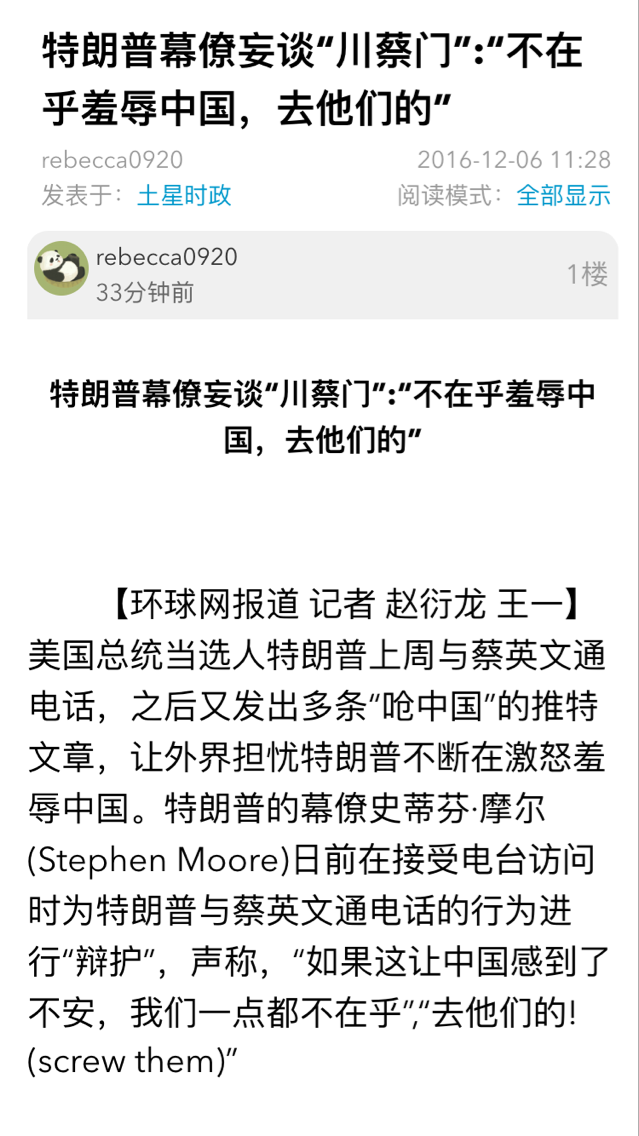 特朗普幕僚妄谈“川蔡门”:“不在
乎羞辱中国，去他们的”
rebecca0920 2016-12-06 11:28
发表于：土星时政 阅读模式：全部显示
rebecca0920
1楼
33分钟前
特朗普幕僚妄谈“川蔡门”:“不在乎羞辱中
国，去他们的”
【环球网报道 记者 赵衍龙 王一】
美国总统当选人特朗普上周与蔡英文通
电话，之后又发出多条“呛中国”的推特
文章，让外界担忧特朗普不断在激怒羞
辱中国。特朗普的幕僚史蒂芬·摩尔
(Stephen Moore)日前在接受电台访问
时为特朗普与蔡英文通电话的行为进
行“辩护”，声称，“如果这让中国感到了
不安，我们一点都不在乎”,“去他们的!
(screw them)”